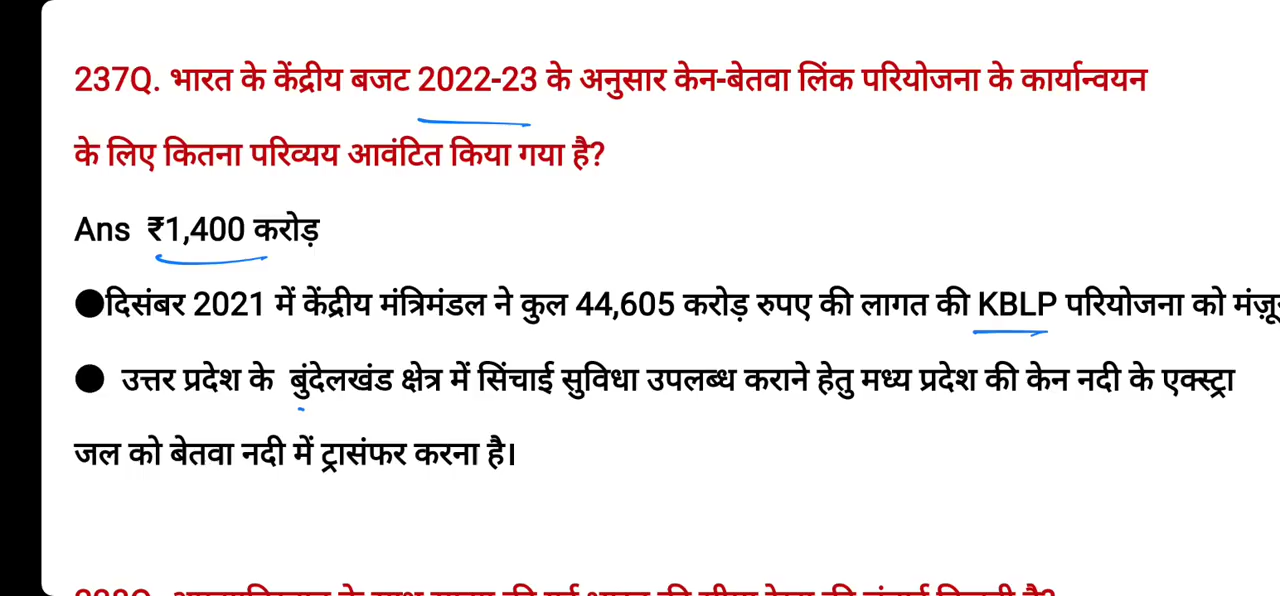 237Q. भारत के केंद्रीय बजट 2022-23 के अनुसार केन-बेतवा लिंक परियोजना के कार्यान्वयन
के लिए कितना परिव्यय आवंटित किया गया है?
Ans ₹1,400 करोड़
●दिसंबर 2021 में केंद्रीय मंत्रिमंडल ने कुल 44,605 करोड़ रुपए की लागत की KBLP परियोजना को
● उत्तर प्रदेश के बुंदेलखंड क्षेत्र में सिंचाई सुविधा उपलब्ध कराने हेतु मध्य प्रदेश की केन नदी के एक्स्ट्रा
जल को बेतवा नदी में ट्रासंफर करना है।